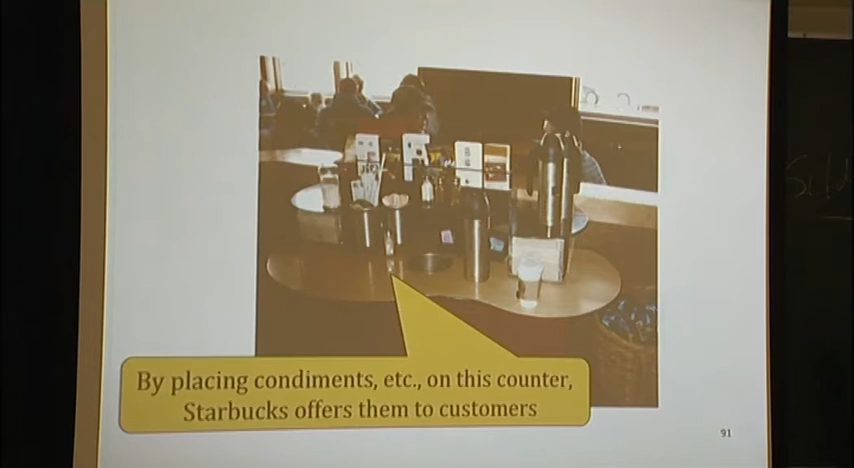 By placing condiments, etc., on this counter,
Starbucks offers them to customers
91